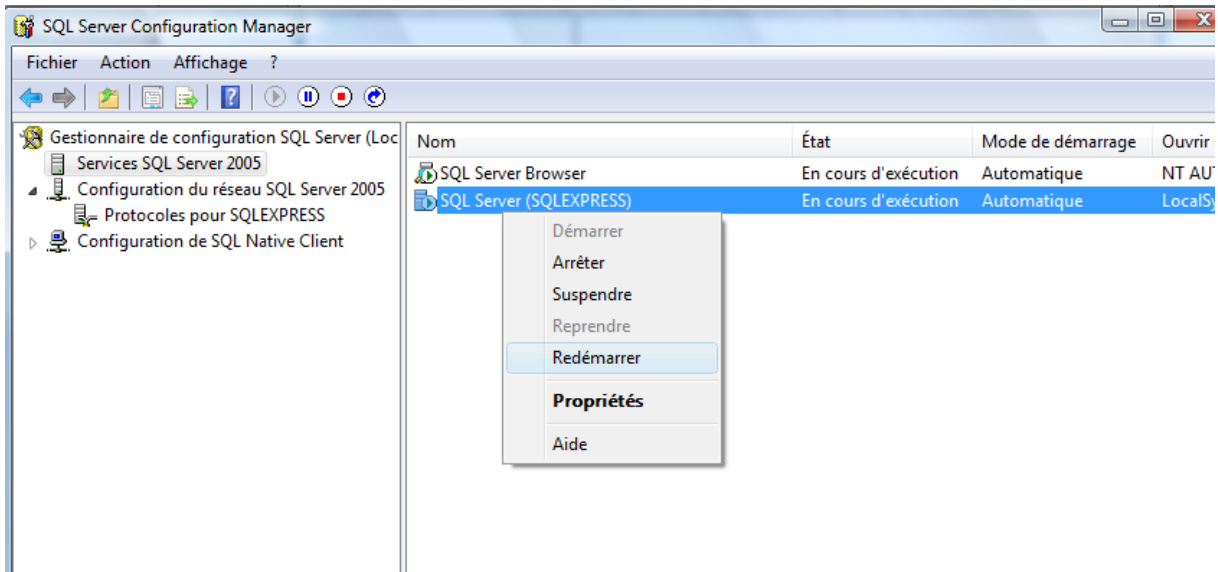 SQL Server Configuration Manager
Fichier Action Affichage ?
Gestionnaire de configuration SQL Server (Loc
Services SQL Server 2005
Configuration du réseau SQL Server 2005
Protocoles pour SQLEXPRESS
Configuration de SQL Native Client
Nom État Mode de démarrage Ouvrir
SQL Server Browser En cours d'exécution Automatique NT AUT
SQL Server (SQLEXPRESS) En cours d'exécution Automatique LocalSy
Démarrer
Arrêter
Suspendre
Reprendre
Redémarrer
Propriétés
Aide